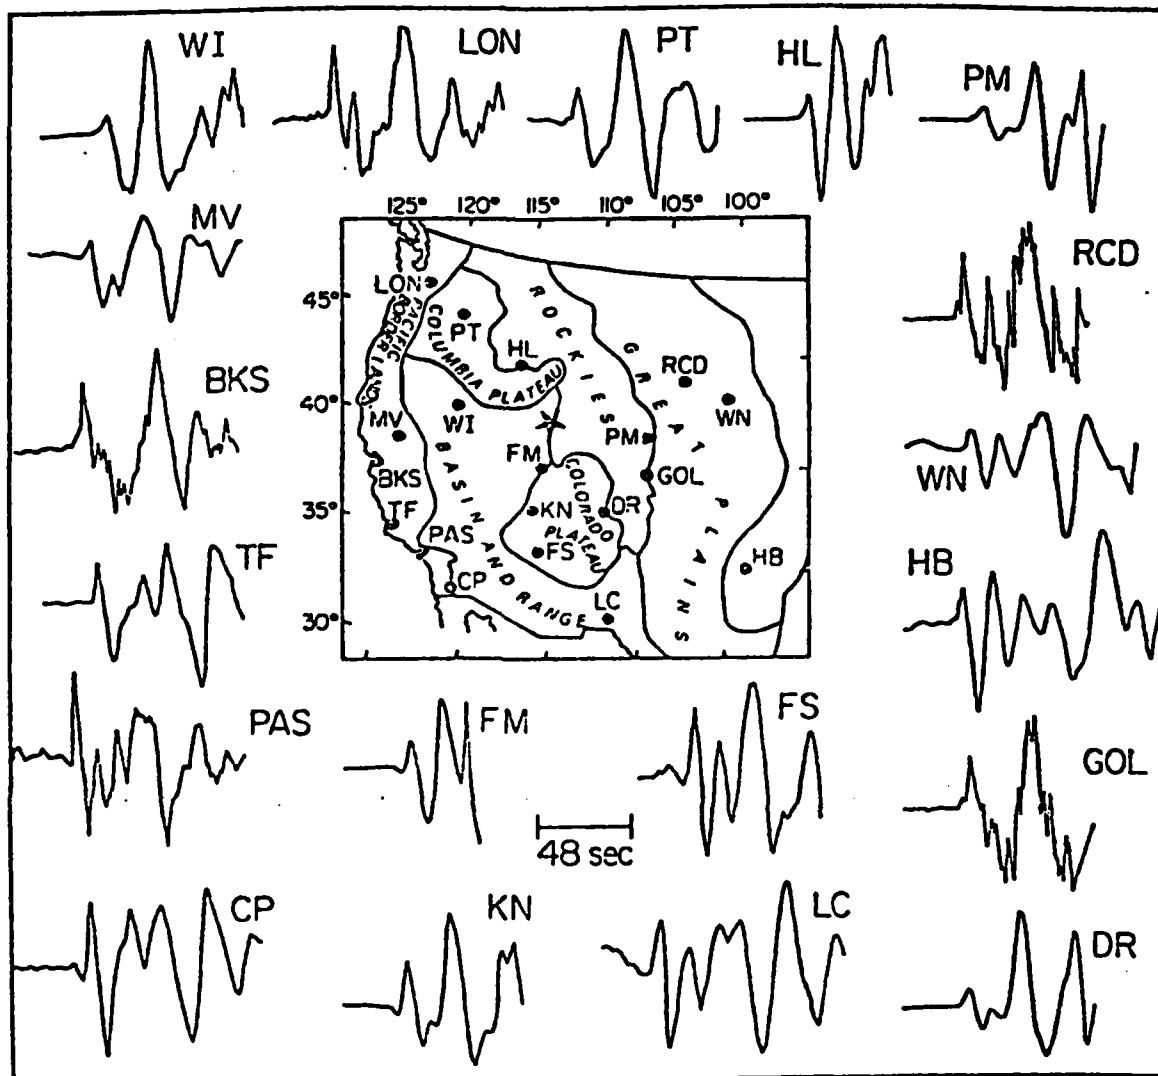 WI
LON
PT
HL
PM
MV
125° 120° 115° 110° 105° 100°
RCD
45°
LON
PACIFIC BORDERLANDS
PT
COLUMBIA PLATEAU
HL
ROCKIES
GREAT PLAINS
RCD
WN
BKS
40°
MV
WI
FM
PM
GOL
WN
BKS
BASIN AND RANGE
COLORADO PLATEAU
35°
TF
KN
DR
PAS
FS
HB
TF
CP
LC
30°
HB
PAS
FM
FS
GOL
48 sec
CP
KN
LC
DR